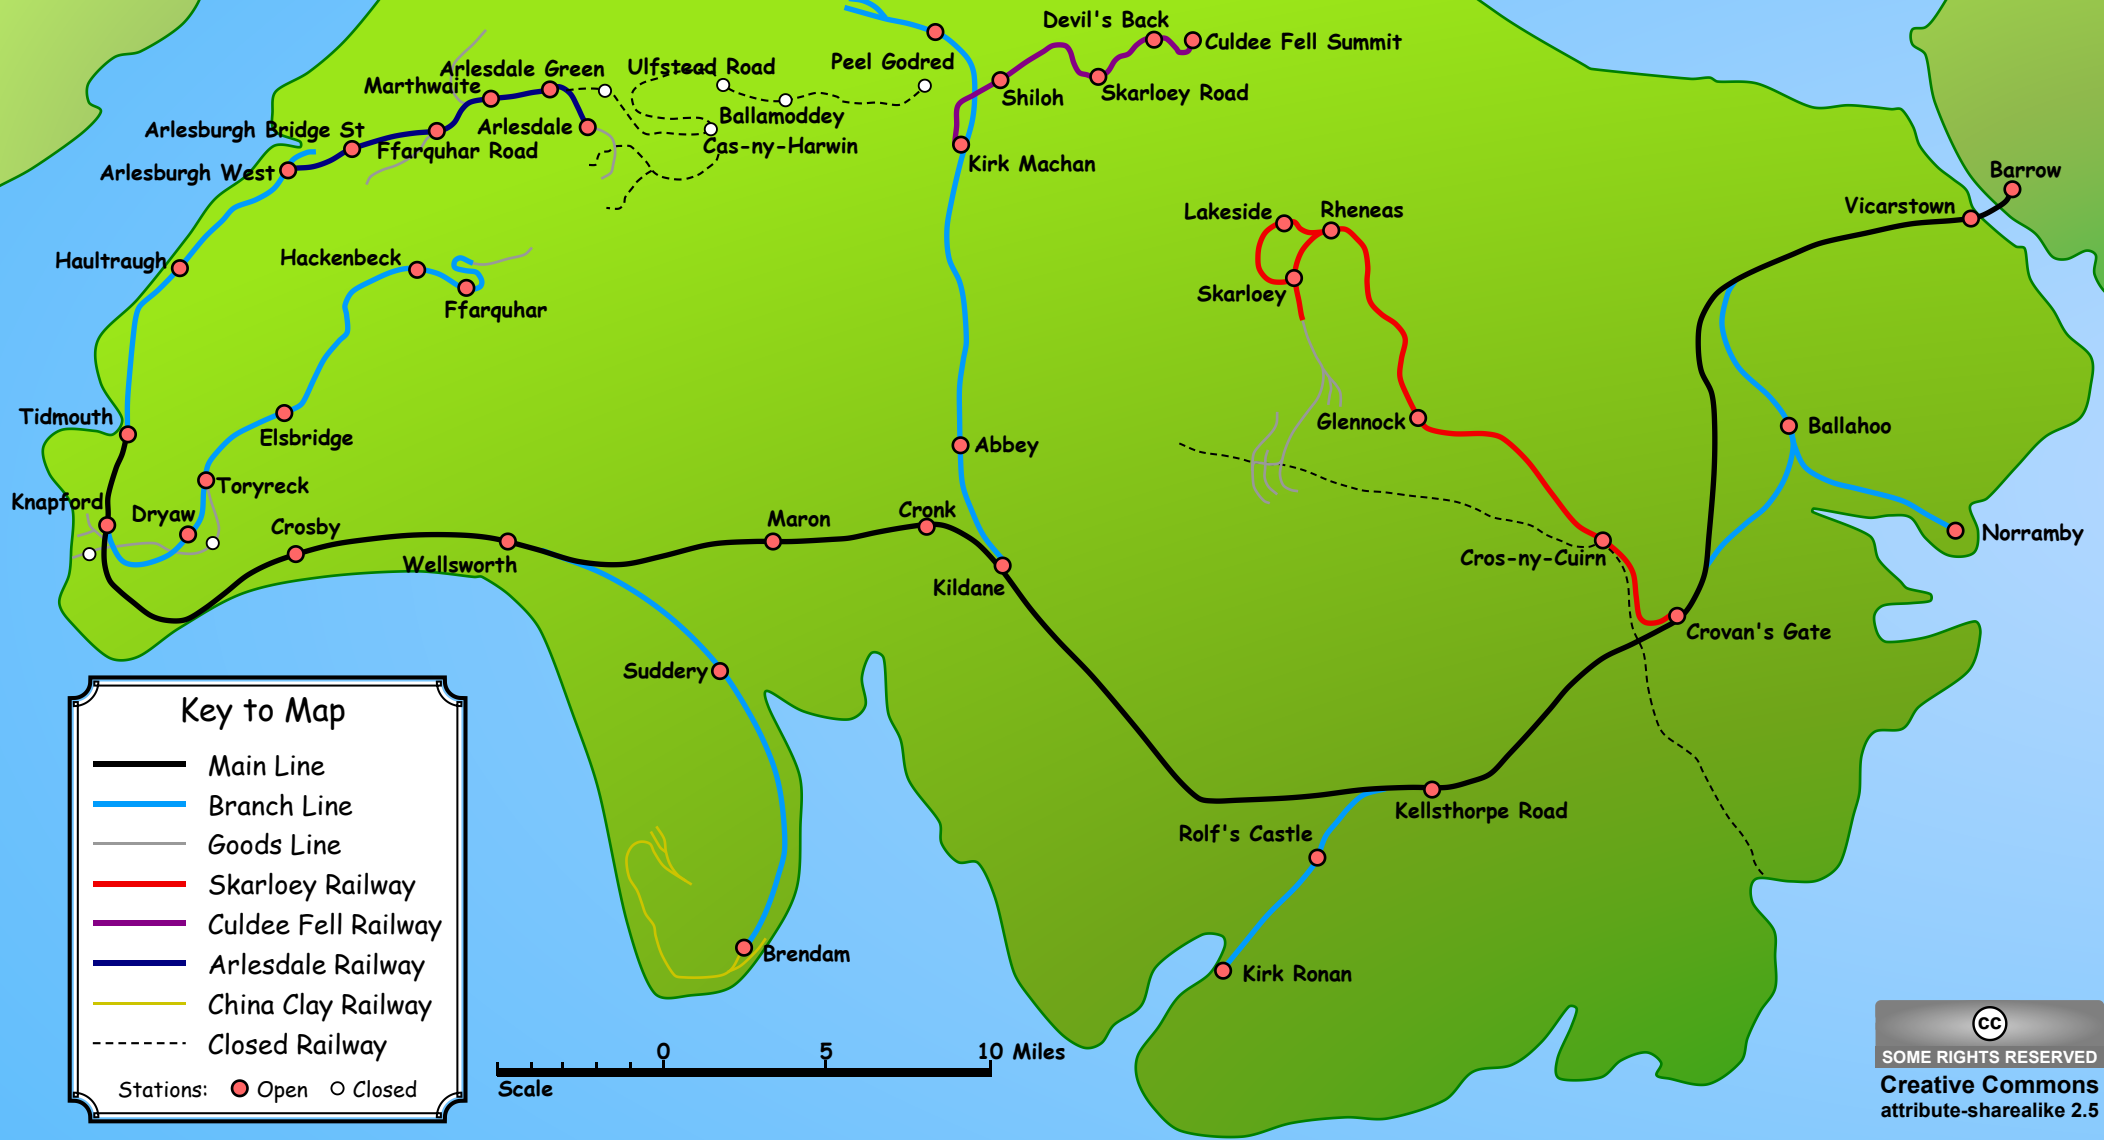 Devil's Back
Culdee Fell Summit
Peel Godred
Ulfstead Road
Arlesdale Green
Marthwaite
Shiloh
Skarloey Road
Ballamoddey
Arlesburgh Bridge St
Arlesdale
Cas-ny-Harwin
Ffarquhar Road
Kirk Machan
Arlesburgh West
Barrow
Vicarstown
Lakeside
Rheneas
Hackenbeck
Haultraugh
Skarloey
Ffarquhar
Tidmouth
Glennock
Ballahoo
Elsbridge
Abbey
Toryreck
Knapford
Dryaw
Crosby
Maron
Cronk
Norramby
Wellsworth
Cros-ny-Cuirn
Kildane
Crovan's Gate
Suddery
Kellsthorpe Road
Rolf's Castle
Brendam
Kirk Ronan
Key to Map
Main Line
Branch Line
Goods Line
Skarloey Railway
Culdee Fell Railway
Arlesdale Railway
China Clay Railway
Closed Railway
Stations: Open Closed
0 5 10 Miles
Scale
cc
SOME RIGHTS RESERVED
Creative Commons
attribute-sharealike 2.5